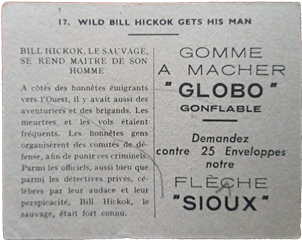 17. WILD BILL HICKOK GETS HIS MAN
BILL HICKOK, LE SAUVAGE,
SE REND MAITRE DE SON
HOMME
A côtés des honnêtes émigrants
vers l'Ouest, il y avait aussi des
aventuriers et des brigands. Les
meurtres et les vols étaient
fréquents. Les honnêtes gens
organisèrent des comités de dé-
fense, afin de punir ces criminels.
Parmi les officiels, aussi bien que
parmi les détectives privés, célè-
bres par leur audace et leur
perspicacité, Bill Hickok, le
sauvage, était fort connu.
GOMME
A MACHER
"GLOBO"
GONFLABLE
Demandez
contre 25 Enveloppes
notre
FLÈCHE
"SIOUX"